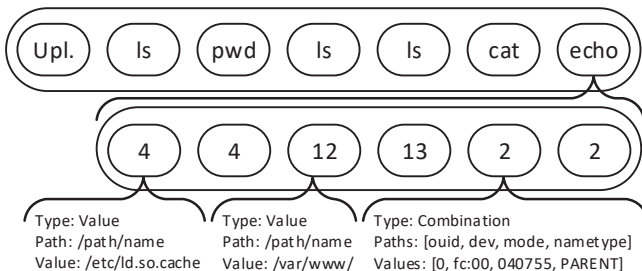 Upl. ls pwd ls ls cat echo
4 4 12 13 2 2
Type: Value
Path: /path/name
Value: /etc/ld.so.cache
Type: Value
Path: /path/name
Value: /var/www/
Type: Combination
Paths: [ouid, dev, mode, nametype]
Values: [0, fc:00, 040755, PARENT]